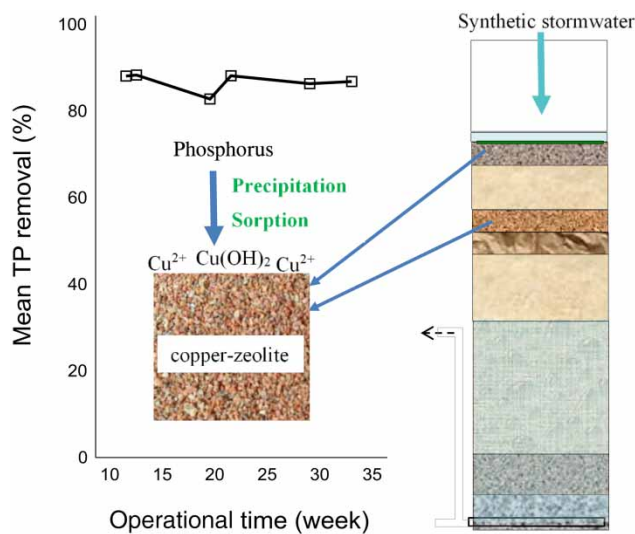 100
80
60
40
20
0
Mean TP removal (%)
10 15 20 25 30 35
Operational time (week)
Phosphorus
Precipitation
Sorption
Cu²⁺ Cu(OH)₂ Cu²⁺
copper-zeolite
Synthetic stormwater